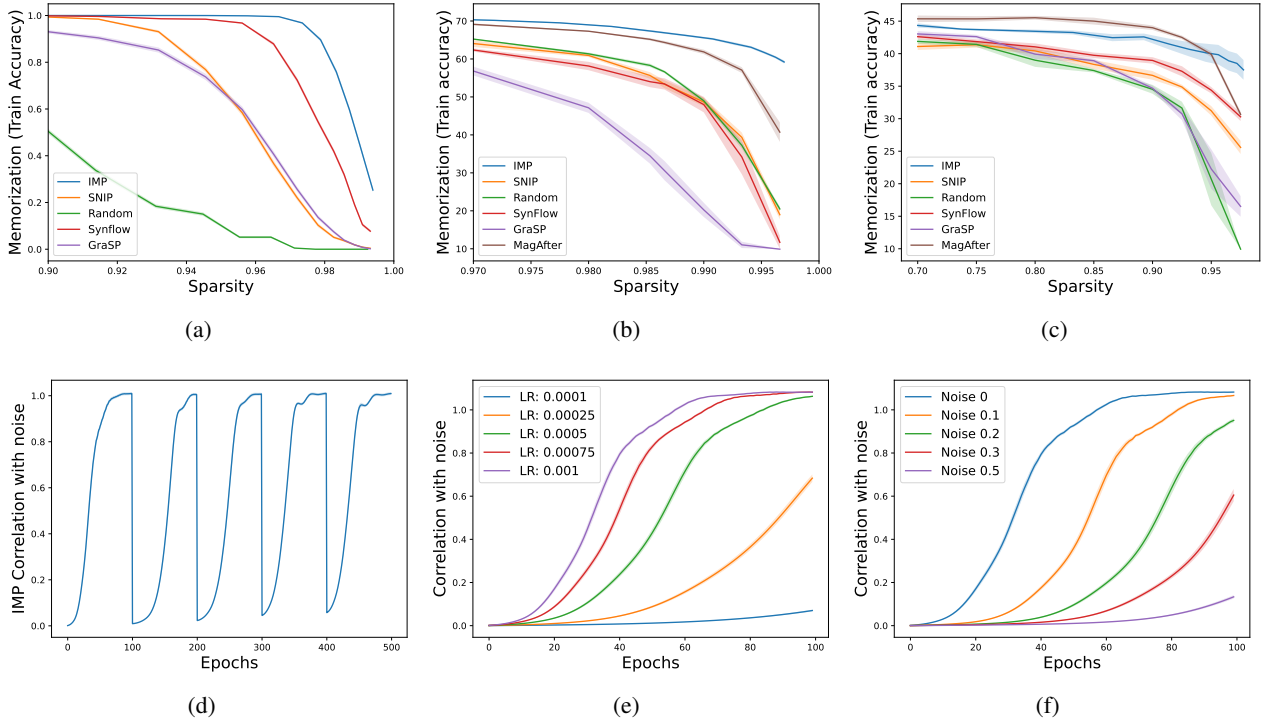 Memorization (Train Accuracy)
1.0
0.8
0.6
0.4
0.2
0.0
IMP
SNIP
Random
Synflow
GraSP
0.90
0.92
0.94
0.96
0.98
1.00
Sparsity
(a)
Memorization (Train accuracy)
70
60
50
40
30
20
10
IMP
SNIP
Random
SynFlow
GraSP
MagAfter
0.970
0.975
0.980
0.985
0.990
0.995
1.000
Sparsity
(b)
Memorization (Train accuracy)
45
40
35
30
25
20
15
10
IMP
SNIP
Random
SynFlow
GraSP
MagAfter
0.70
0.75
0.80
0.85
0.90
0.95
Sparsity
(c)
IMP Correlation with noise
1.0
0.8
0.6
0.4
0.2
0.0
0
100
200
300
400
500
Epochs
(d)
Correlation with noise
1.0
0.8
0.6
0.4
0.2
0.0
LR: 0.0001
LR: 0.00025
LR: 0.0005
LR: 0.00075
LR: 0.001
0
20
40
60
80
100
Epochs
(e)
Correlation with noise
1.0
0.8
0.6
0.4
0.2
0.0
Noise 0
Noise 0.1
Noise 0.2
Noise 0.3
Noise 0.5
0
20
40
60
80
100
Epochs
(f)